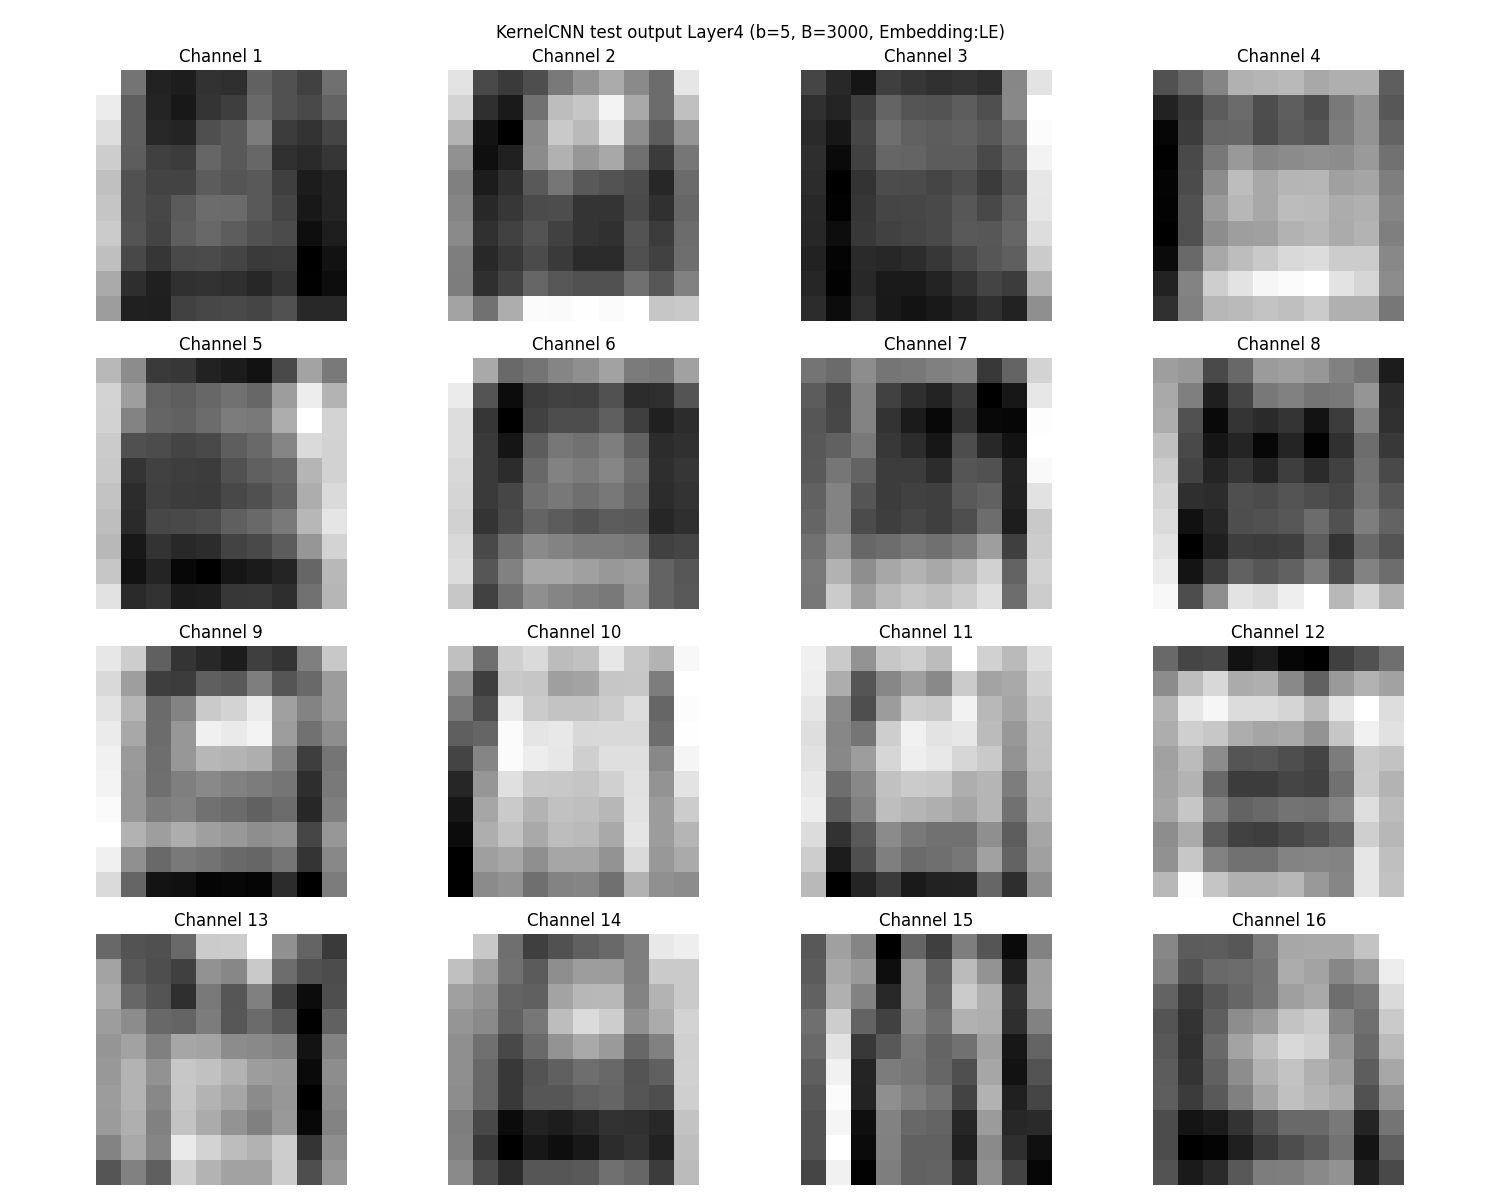 KernelCNN test output Layer4 (b=5, B=3000, Embedding:LE)
Channel 1
Channel 2
Channel 3
Channel 4
Channel 5
Channel 6
Channel 7
Channel 8
Channel 9
Channel 10
Channel 11
Channel 12
Channel 13
Channel 14
Channel 15
Channel 16